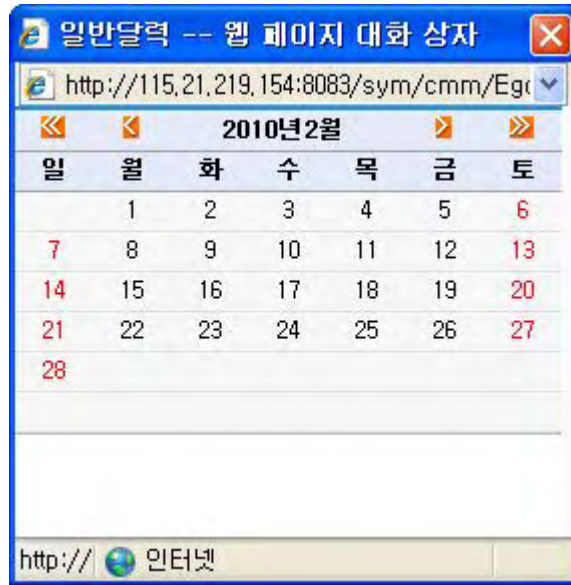 일반달력 -- 웹 페이지 대화 상자
http://115,21,219,154:8083/sym/cmm/Ego
2010년2월
일 월 화 수 목 금 토
1 2 3 4 5 6
7 8 9 10 11 12 13
14 15 16 17 18 19 20
21 22 23 24 25 26 27
28
http:// 인터넷